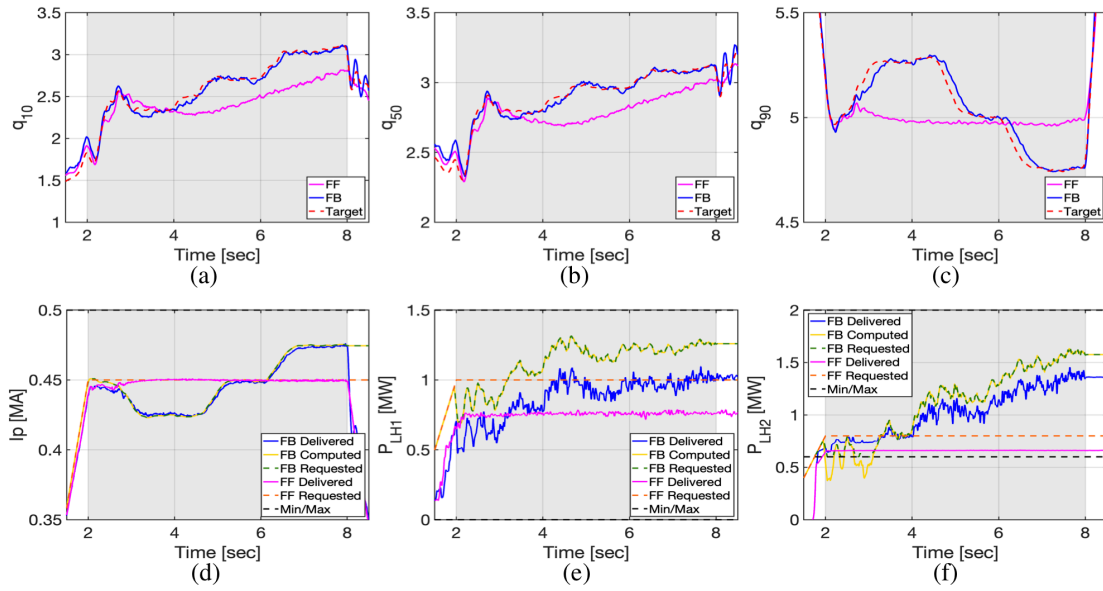 q10
3.5
3
2.5
2
1.5
1
FF
FB
Target
2
4
6
8
Time [sec]
(a)
q50
3.5
3
2.5
2
FF
FB
Target
2
4
6
8
Time [sec]
(b)
q90
5.5
5
4.5
FF
FB
Target
2
4
6
8
Time [sec]
(c)
Ip [MA]
0.5
0.45
0.4
0.35
FB Delivered
FB Computed
FB Requested
FF Delivered
FF Requested
Min/Max
2
4
6
8
Time [sec]
(d)
PLH1 [MW]
1.5
1
0.5
0
FB Delivered
FB Computed
FB Requested
FF Delivered
FF Requested
Min/Max
2
4
6
8
Time [sec]
(e)
PLH2 [MW]
2
1.5
1
0.5
0
FB Delivered
FB Computed
FB Requested
FF Delivered
FF Requested
Min/Max
2
4
6
8
Time [sec]
(f)